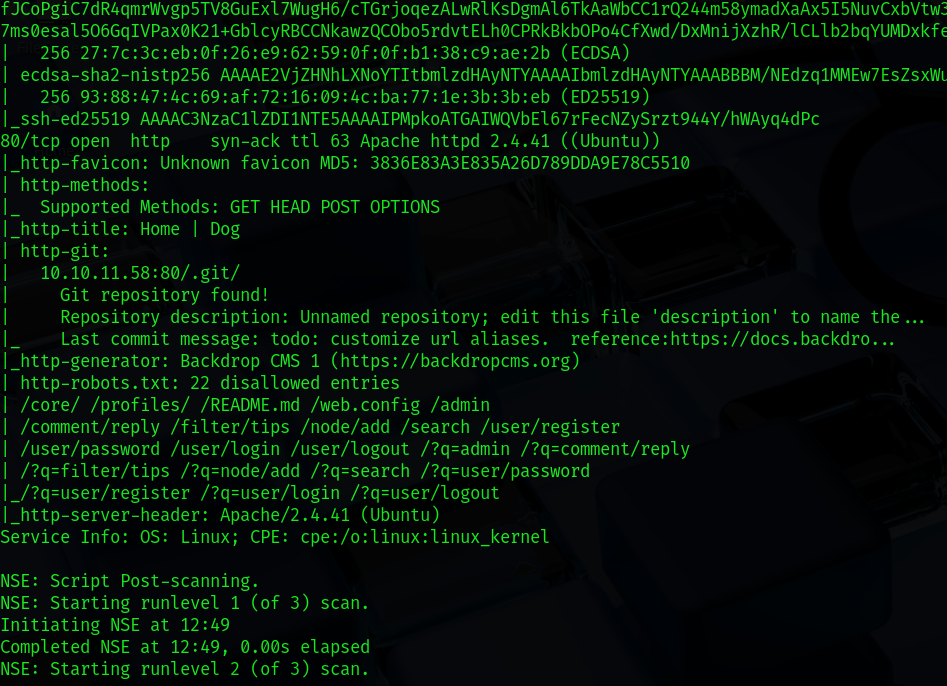 fJCoPgiC7dR4qmrWvgp5TV8GuExl7WugH6/cTGrjoqezALwRlKsDgmAl6TkAaWbCC1rQ244m58ymadXaAx5I5NuvCxbVtw3
7ms0esal5O6GqIVPax0K21+GblcyRBCCNkawzQCObo5rdvtELh0CPRkBkbOPo4CfXwd/DxMnijXzhR/lCLlb2bqYUMDxkfe
|   256 27:7c:3c:eb:0f:26:e9:62:59:0f:0f:b1:38:c9:ae:2b (ECDSA)
| ecdsa-sha2-nistp256 AAAAE2VjZHNhLXNoYTItbmlzdHAyNTYAAAAIbmlzdHAyNTYAAABBBM/NEdzq1MMEw7EsZsxWu
|   256 93:88:47:4c:69:af:72:16:09:4c:ba:77:1e:3b:3b:eb (ED25519)
|_ssh-ed25519 AAAAC3NzaC1lZDI1NTE5AAAAIPMpkoATGAIWQVbEl67rFecNZySrzt944Y/hWAyq4dPc
80/tcp open  http    syn-ack ttl 63 Apache httpd 2.4.41 ((Ubuntu))
|_http-favicon: Unknown favicon MD5: 3836E83A3E835A26D789DDA9E78C5510
| http-methods:
|_  Supported Methods: GET HEAD POST OPTIONS
|_http-title: Home | Dog
| http-git:
|   10.10.11.58:80/.git/
|     Git repository found!
|     Repository description: Unnamed repository; edit this file 'description' to name the...
|_    Last commit message: todo: customize url aliases.  reference:https://docs.backdro...
|_http-generator: Backdrop CMS 1 (https://backdropcms.org)
| http-robots.txt: 22 disallowed entries
| /core/ /profiles/ /README.md /web.config /admin
| /comment/reply /filter/tips /node/add /search /user/register
| /user/password /user/login /user/logout /?q=admin /?q=comment/reply
| /?q=filter/tips /?q=node/add /?q=search /?q=user/password
|_/?q=user/register /?q=user/login /?q=user/logout
|_http-server-header: Apache/2.4.41 (Ubuntu)
Service Info: OS: Linux; CPE: cpe:/o:linux:linux_kernel

NSE: Script Post-scanning.
NSE: Starting runlevel 1 (of 3) scan.
Initiating NSE at 12:49
Completed NSE at 12:49, 0.00s elapsed
NSE: Starting runlevel 2 (of 3) scan.